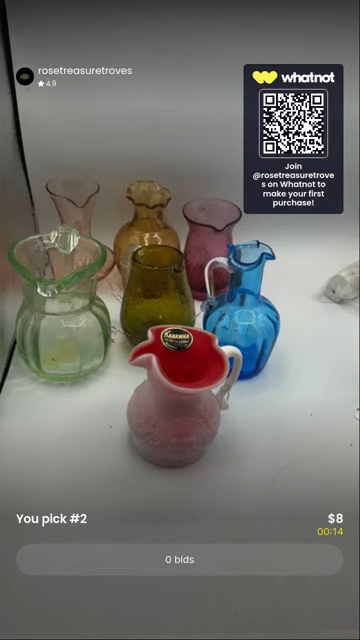 rosetreasuretroves
★ 4.9
whatnot
Join
@rosetreasuretrove
s on Whatnot to
make your first
purchase!
KANAWHA
You pick #2
$8
00:14
0 bids